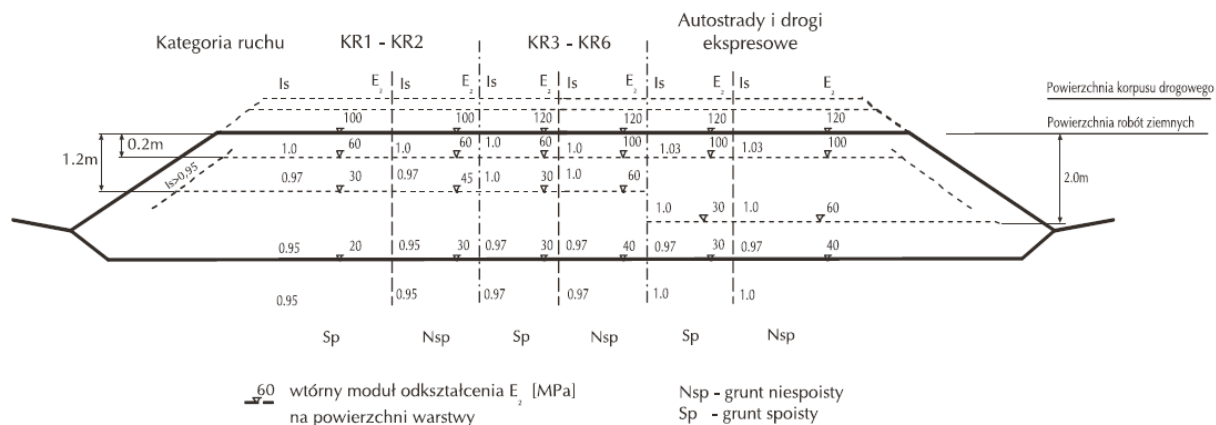 Kategoria ruchu KR1 - KR2 KR3 - KR6 Autostrady i drogi
ekspresowe
Is E₂ Is E₂ Is E₂ Is E₂ Is E₂ Is E₂
Powierzchnia korpusu drogowego
100 100 120 120 120 120
Powierzchnia robót ziemnych
0.2m 1.0 60 1.0 60 1.0 60 1.0 100 1.03 100 1.03 100
1.2m
Is>0,95 0.97 30 0.97 45 1.0 30 1.0 60
2.0m
1.0 30 1.0 60
0.95 20 0.95 30 0.97 30 0.97 40 0.97 30 0.97 40
0.95 0.95 0.97 0.97 1.0 1.0
Sp Nsp Sp Nsp Sp Nsp
60 wtórny moduł odkształcenia E₂ [MPa]
na powierzchni warstwy
Nsp - grunt niespoisty
Sp - grunt spoisty